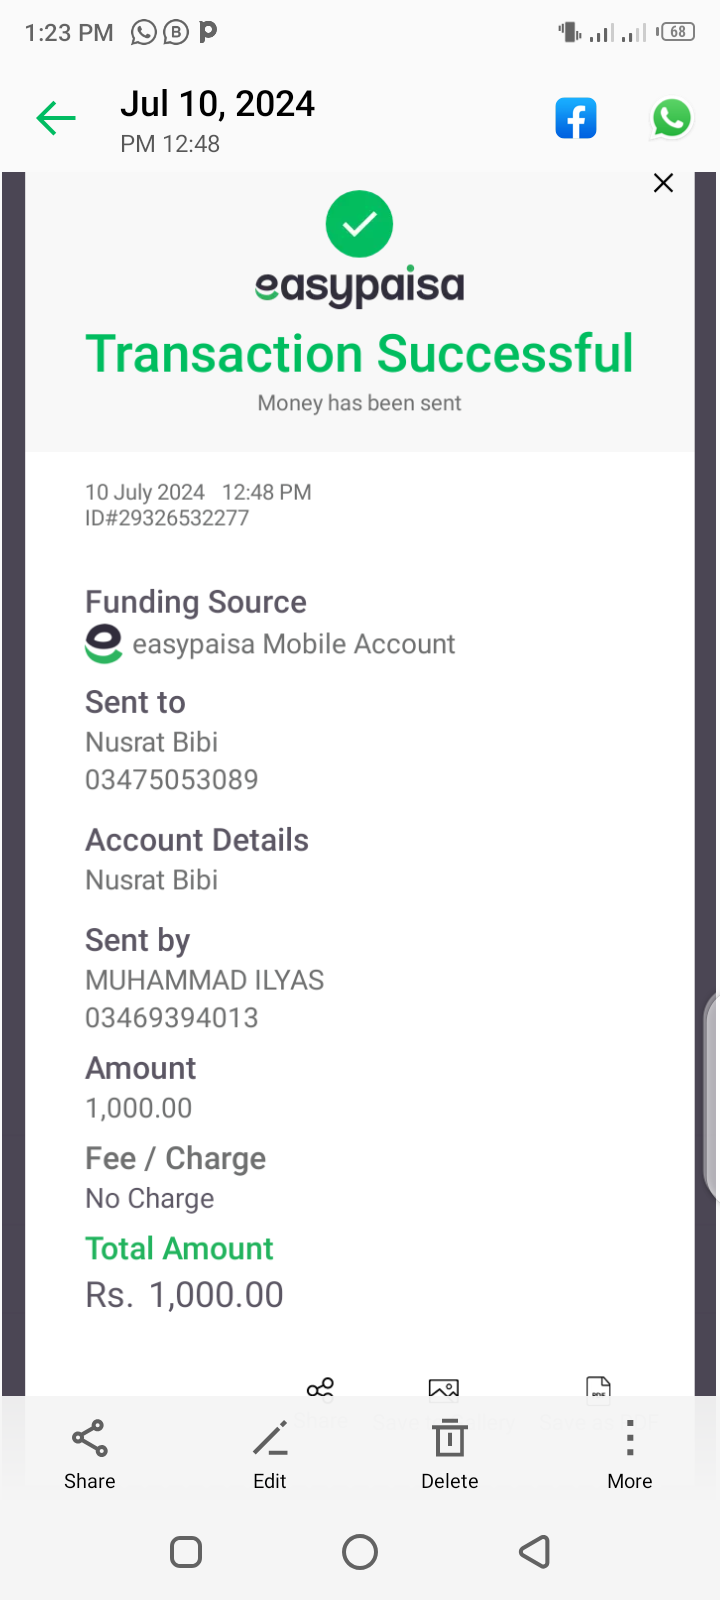 1:23 PM
68
Jul 10, 2024
PM 12:48
easypaisa
Transaction Successful
Money has been sent
10 July 2024 12:48 PM
ID#29326532277
Funding Source
easypaisa Mobile Account
Sent to
Nusrat Bibi
03475053089
Account Details
Nusrat Bibi
Sent by
MUHAMMAD ILYAS
03469394013
Amount
1,000.00
Fee / Charge
No Charge
Total Amount
Rs. 1,000.00
PDF
Share
Edit
Delete
More